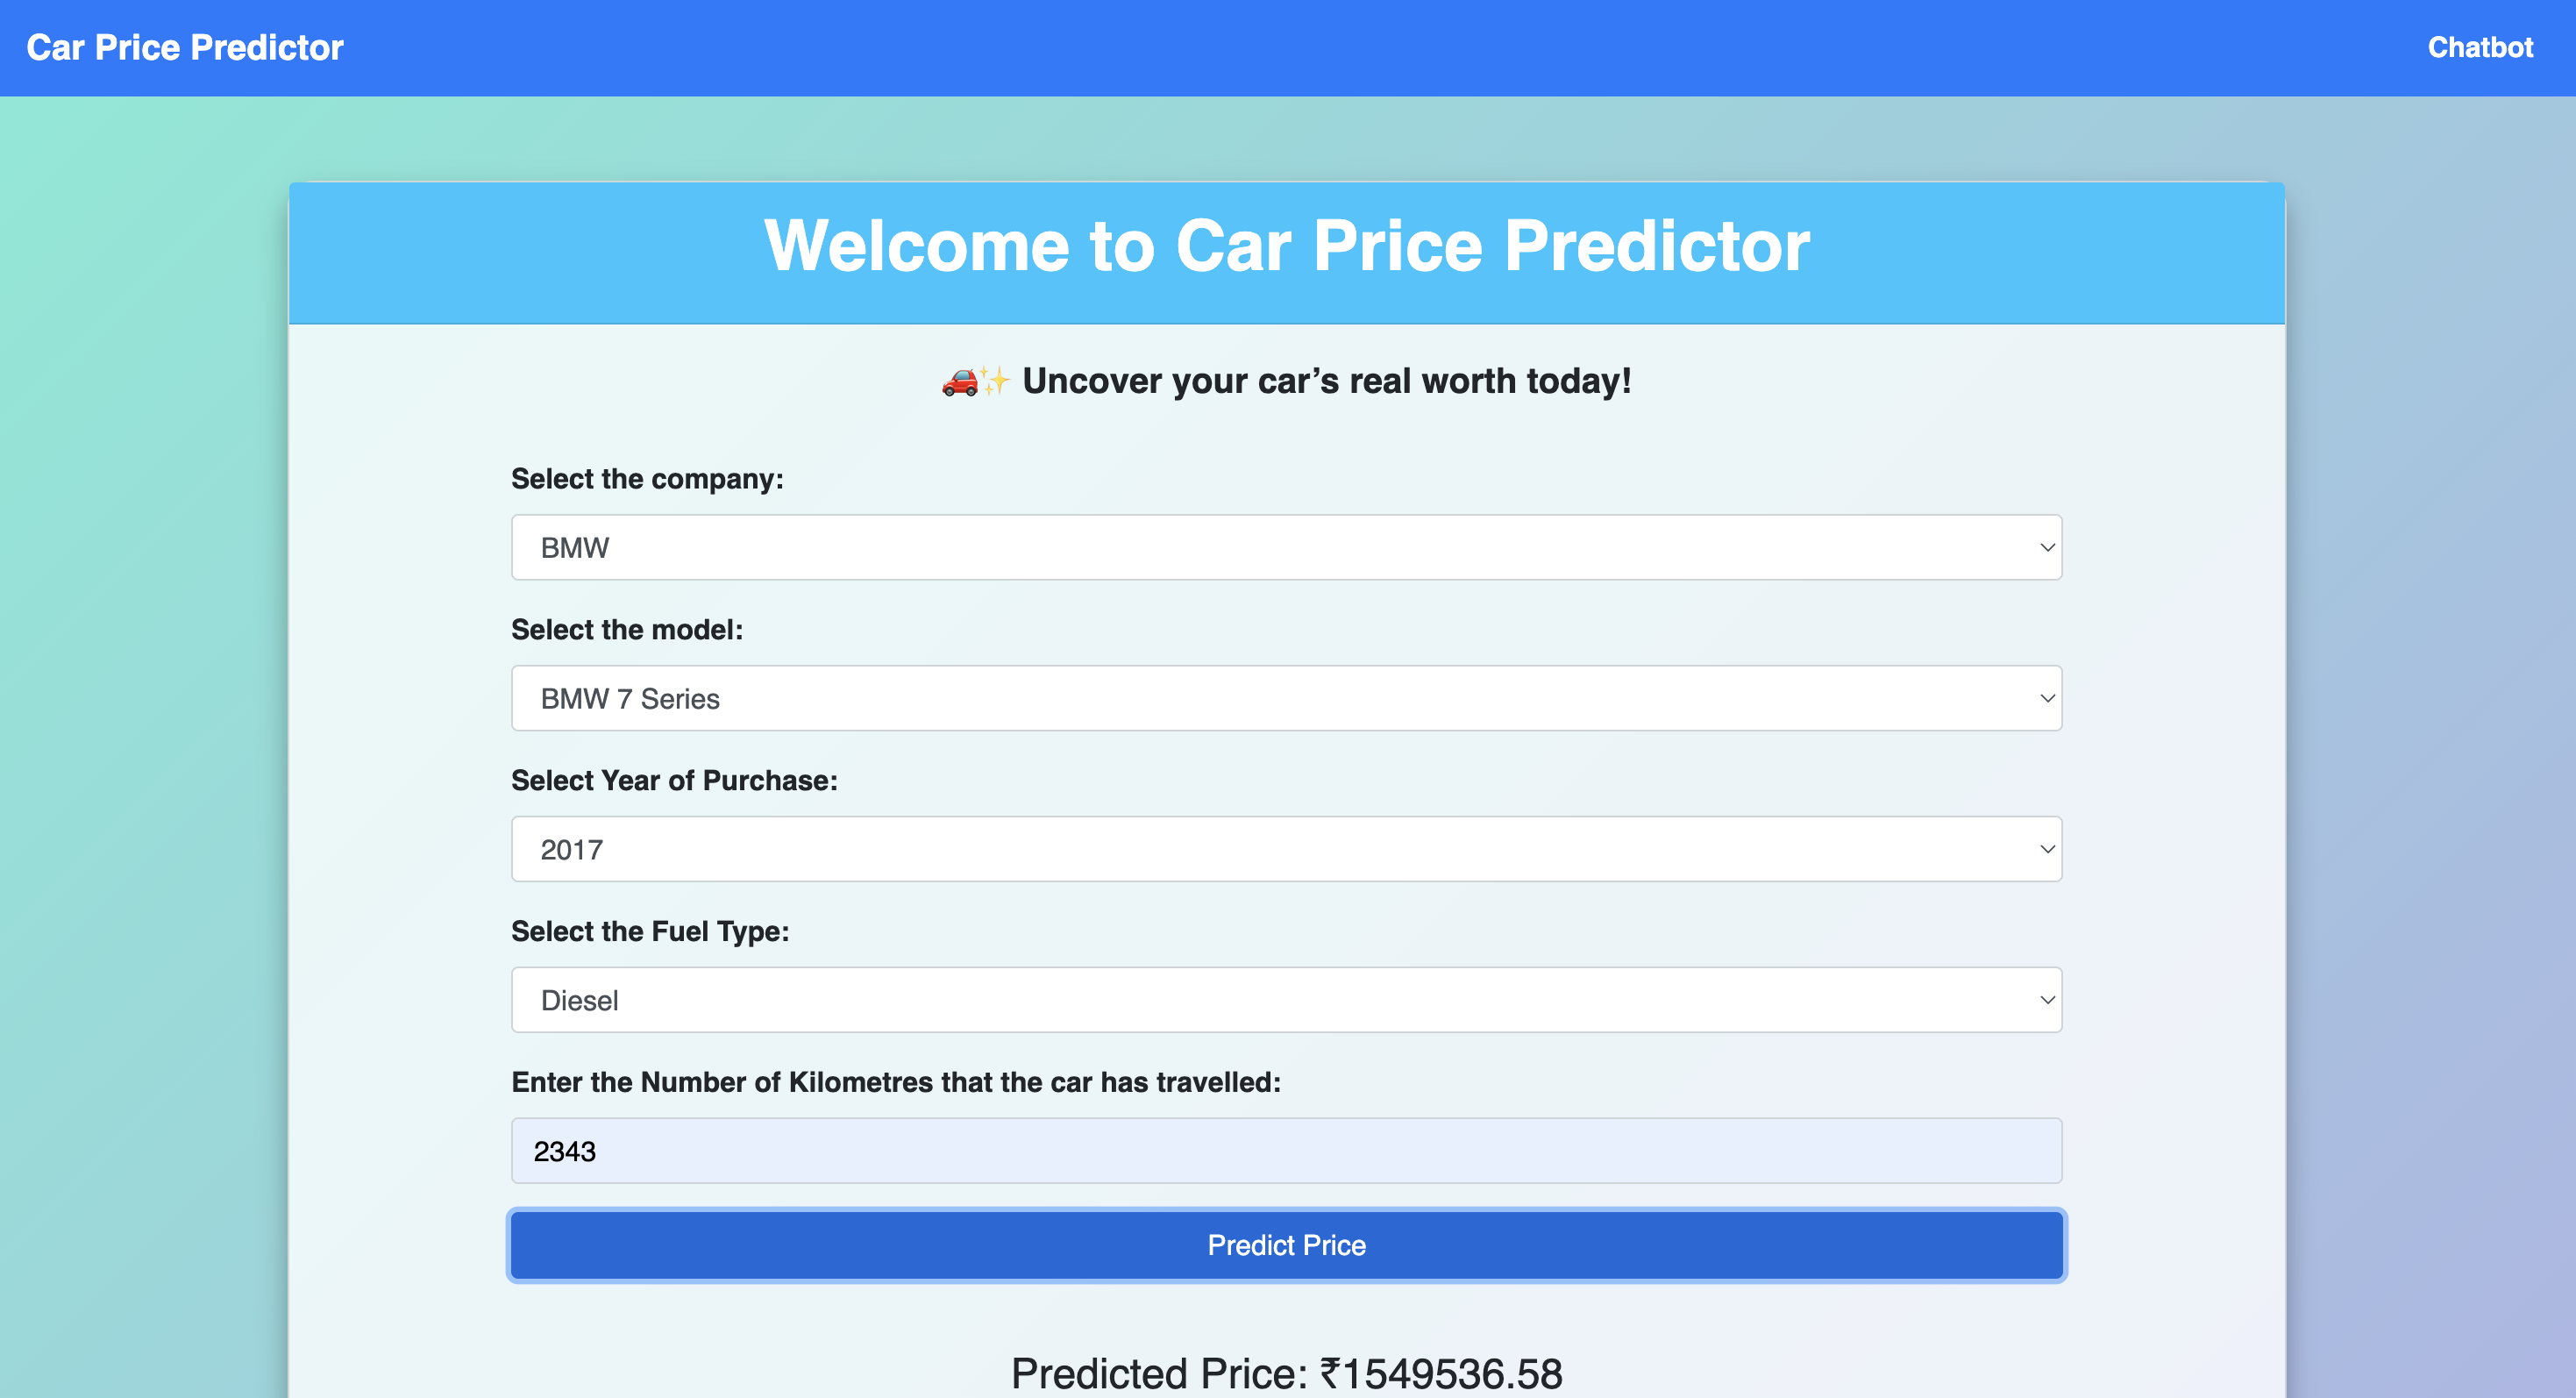 Car Price Predictor
Chatbot
Welcome to Car Price Predictor
🚗✨ Uncover your car’s real worth today!
Select the company:
BMW
Select the model:
BMW 7 Series
Select Year of Purchase:
2017
Select the Fuel Type:
Diesel
Enter the Number of Kilometres that the car has travelled:
2343
Predict Price
Predicted Price: ₹1549536.58